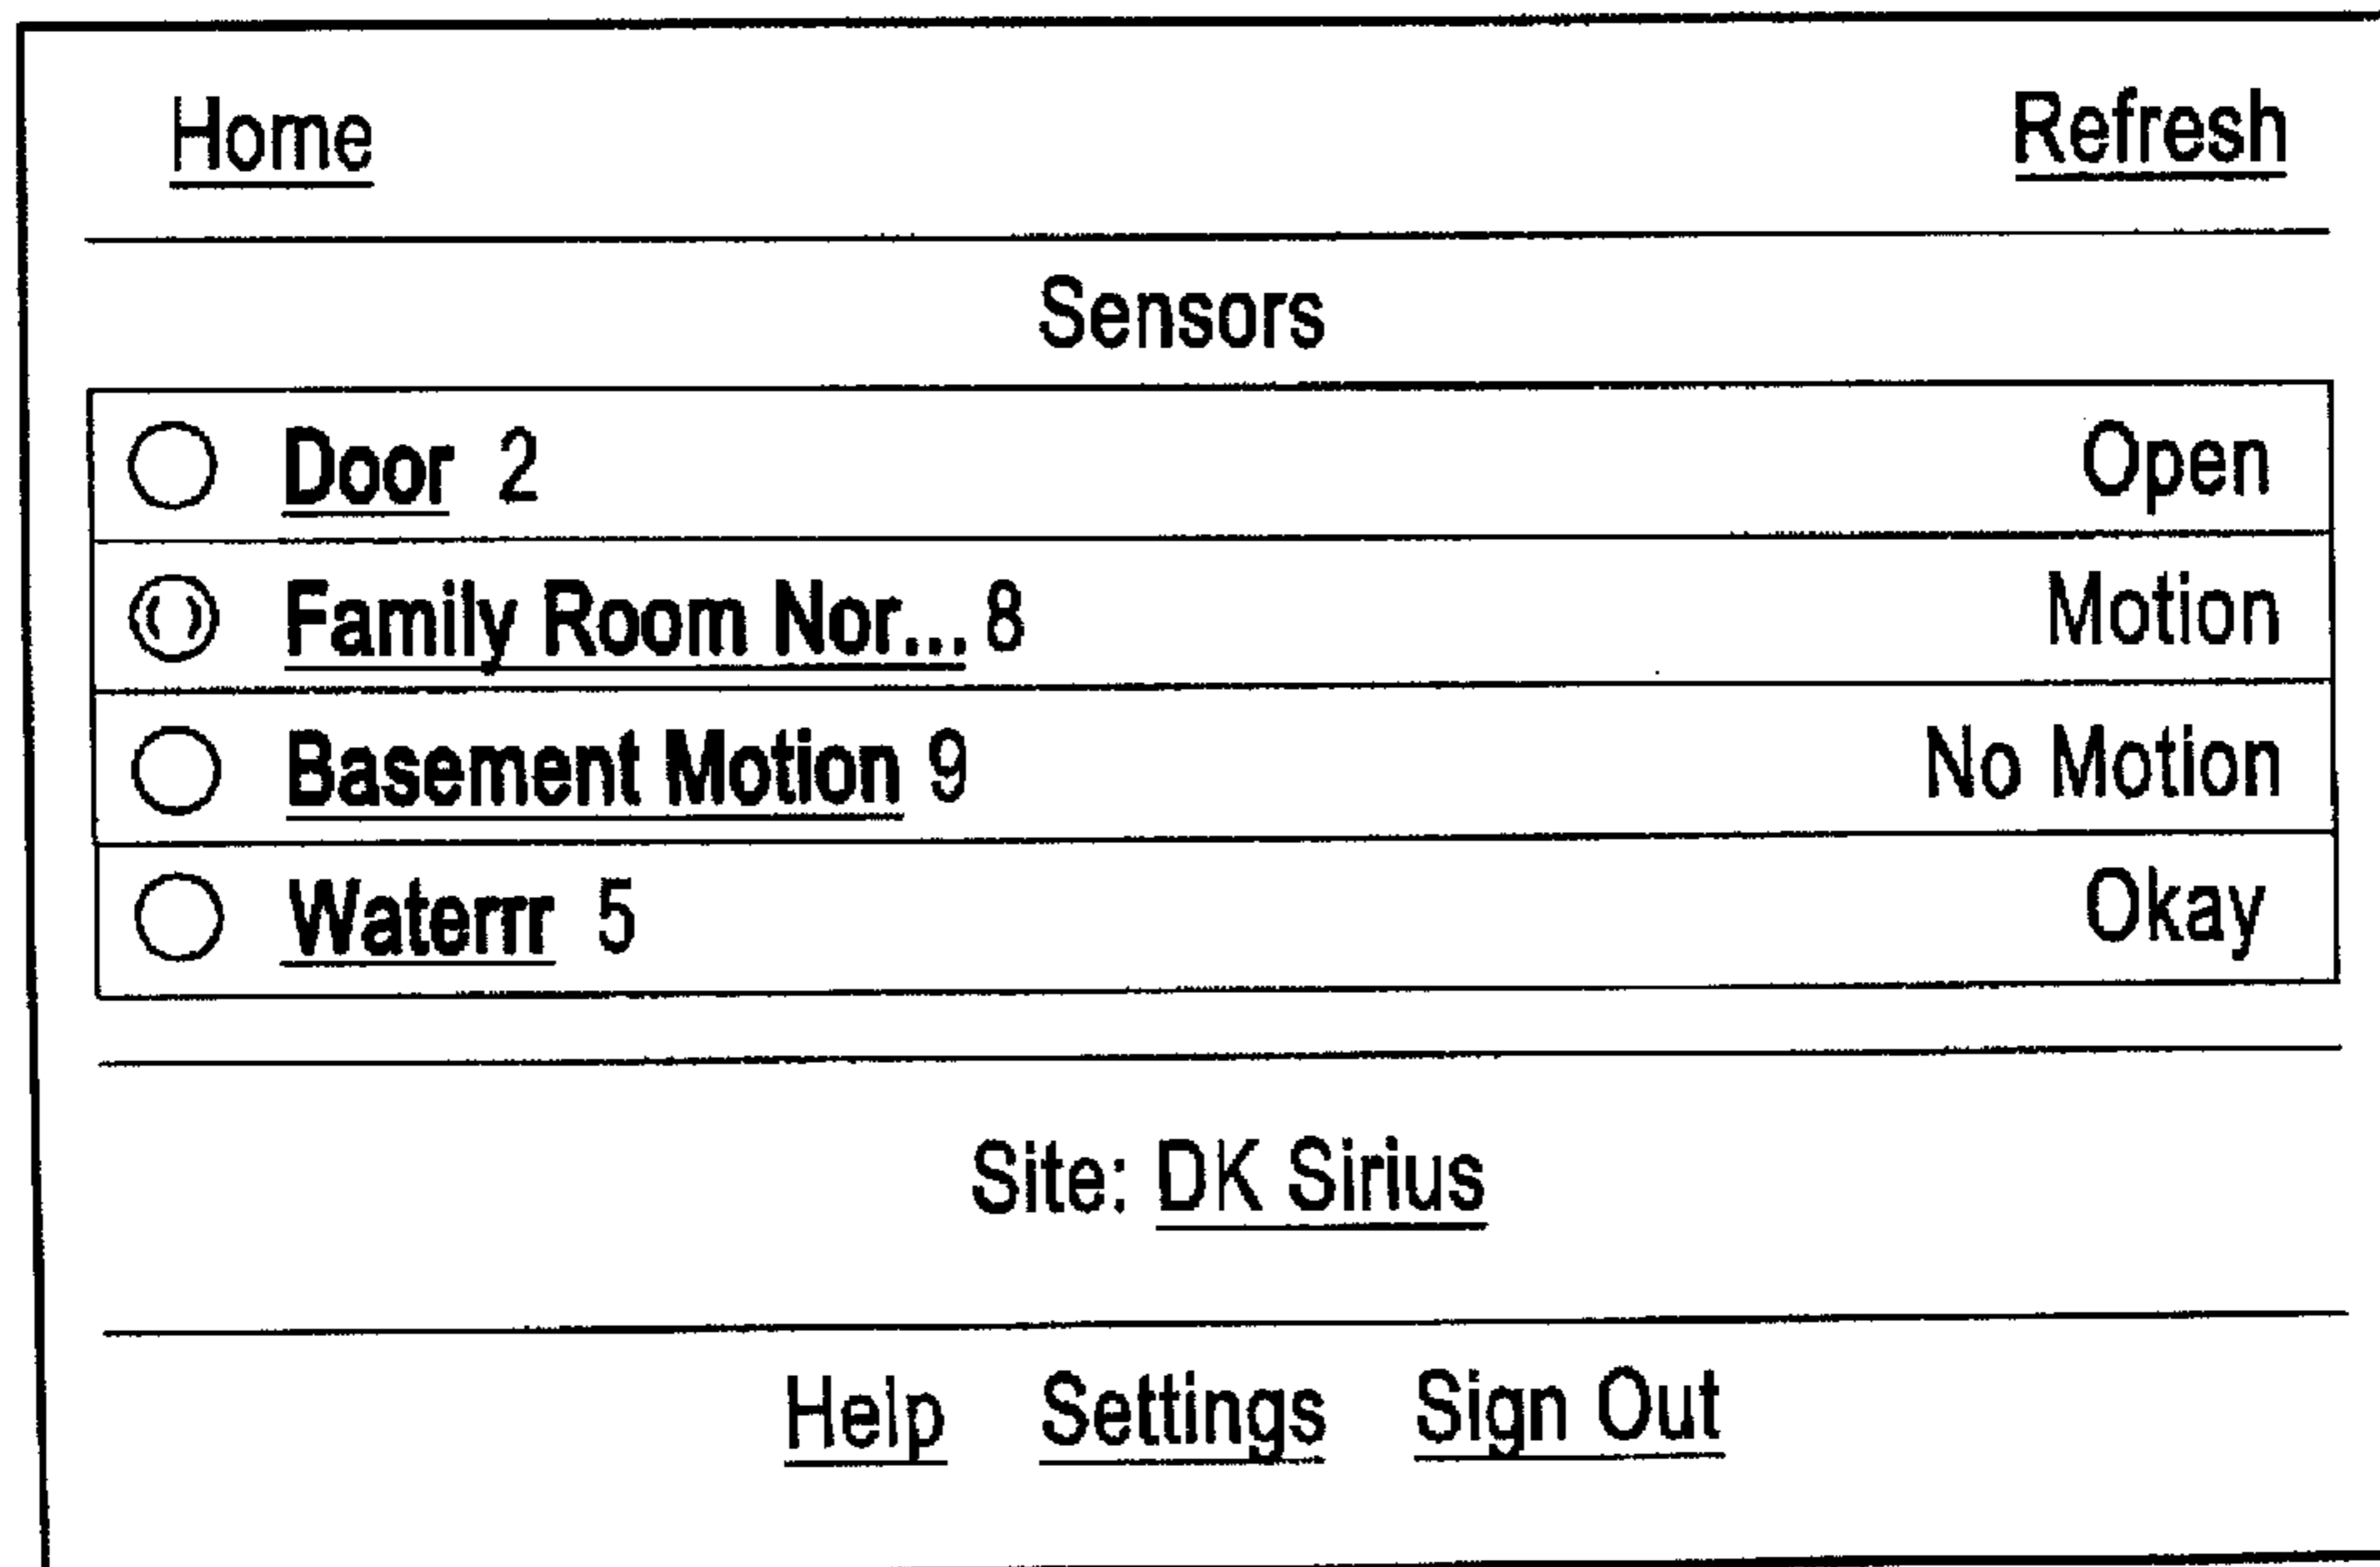 Home Refresh
Sensors
Door 2 Open
Family Room Nor... 8 Motion
Basement Motion 9 No Motion
Waterrr 5 Okay
Site: DK Sirius
Help Settings Sign Out